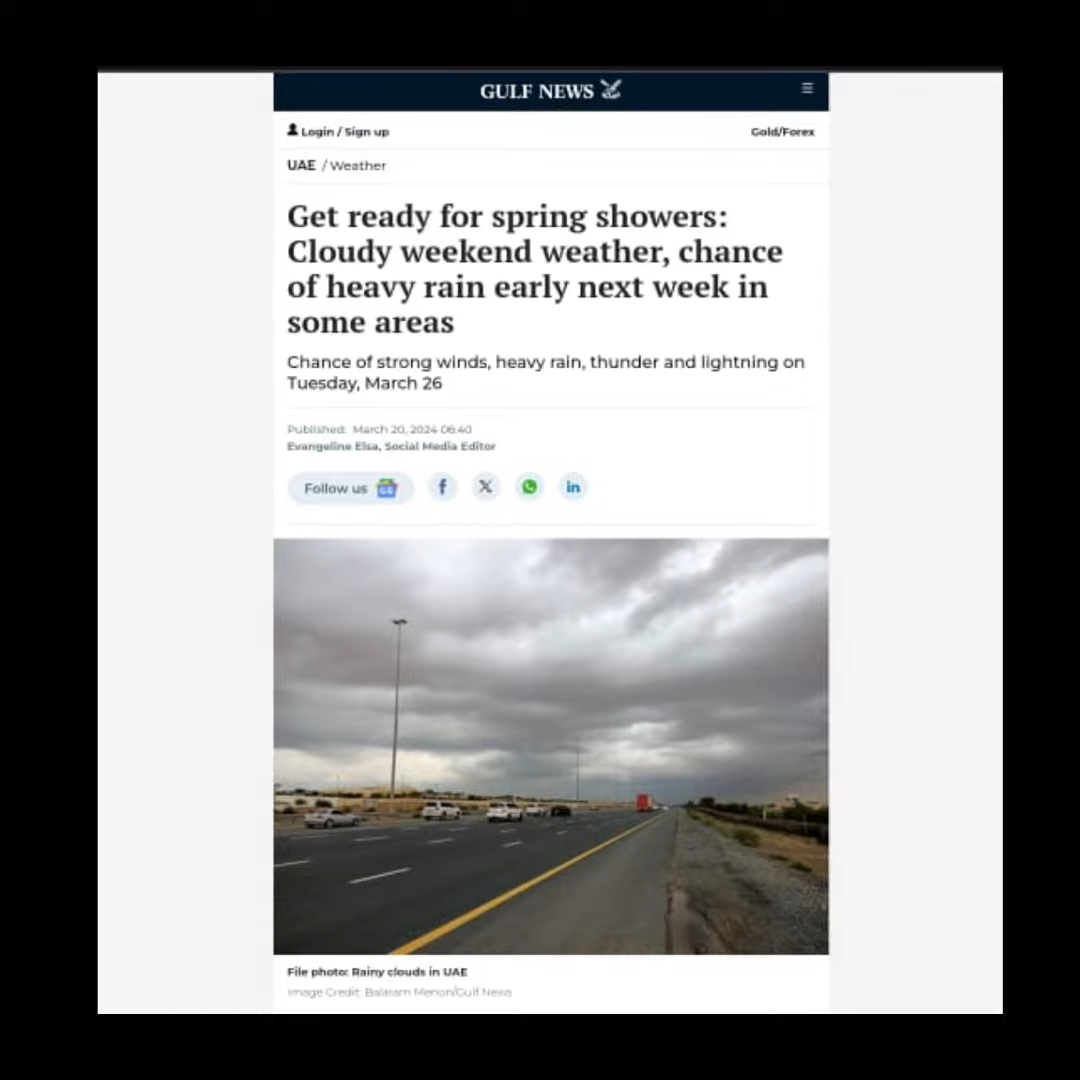 GULF NEWS
Login / Sign up
Gold/Forex
UAE / Weather
Get ready for spring showers:
Cloudy weekend weather, chance
of heavy rain early next week in
some areas
Chance of strong winds, heavy rain, thunder and lightning on
Tuesday, March 26
Published: March 20, 2024 06:40
Evangeline Elsa, Social Media Editor
Follow us
File photo: Rainy clouds in UAE
Image Credit: Balaram Menon/Gulf News